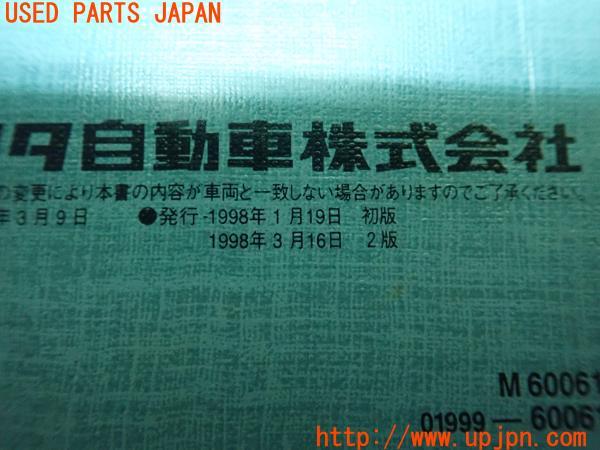 USED PARTS JAPAN
タ自動車株式会社
の変更により本書の内容が車両と一致しない場合がありますのでご了承ください。
年3月9日 ●発行-1998年1月19日 初版
1998年3月16日 2版
M60061
01999-60061
http://www.upjpn.com/